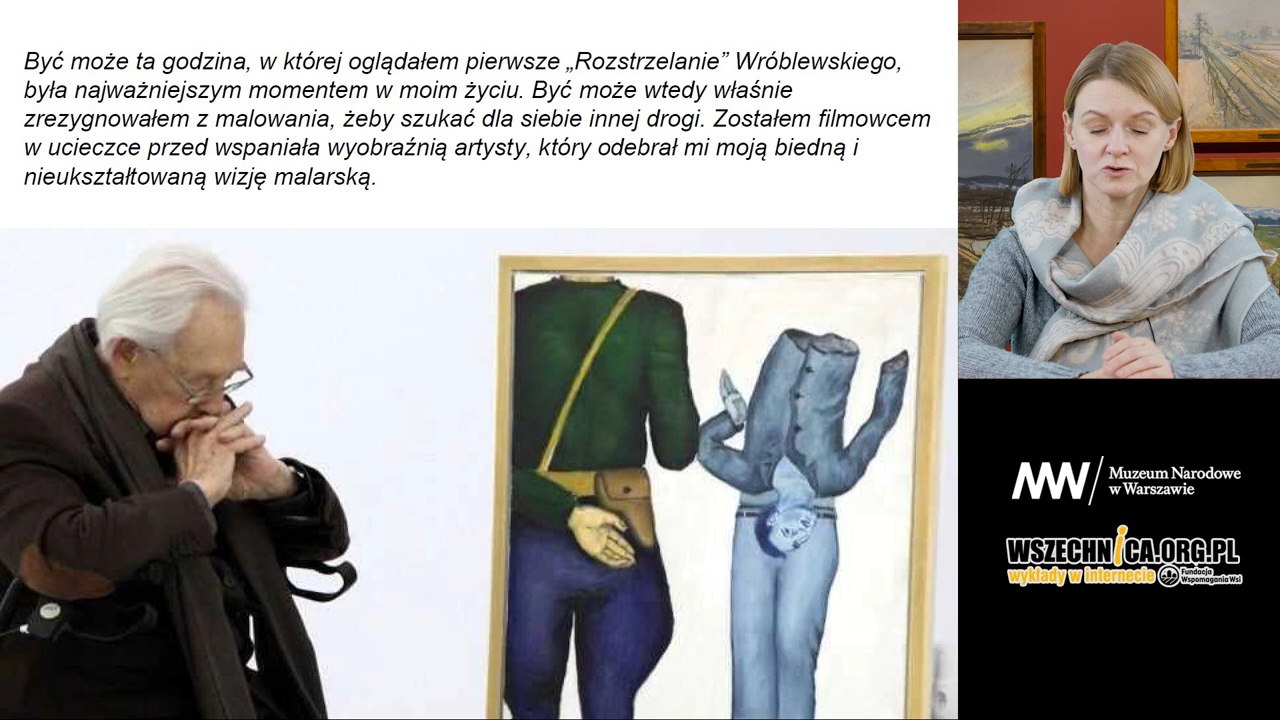 Być może ta godzina, w której oglądałem pierwsze „Rozstrzelanie” Wróblewskiego,
była najważniejszym momentem w moim życiu. Być może wtedy właśnie
zrezygnowałem z malowania, żeby szukać dla siebie innej drogi. Zostałem filmowcem
w ucieczce przed wspaniała wyobraźnią artysty, który odebrał mi moją biedną i
nieukształtowaną wizję malarską.
MNW
Muzeum Narodowe
w Warszawie
WSZECHNiCA.ORG.PL
wykłady w internecie
Fundacja
Wspomagania Wsi